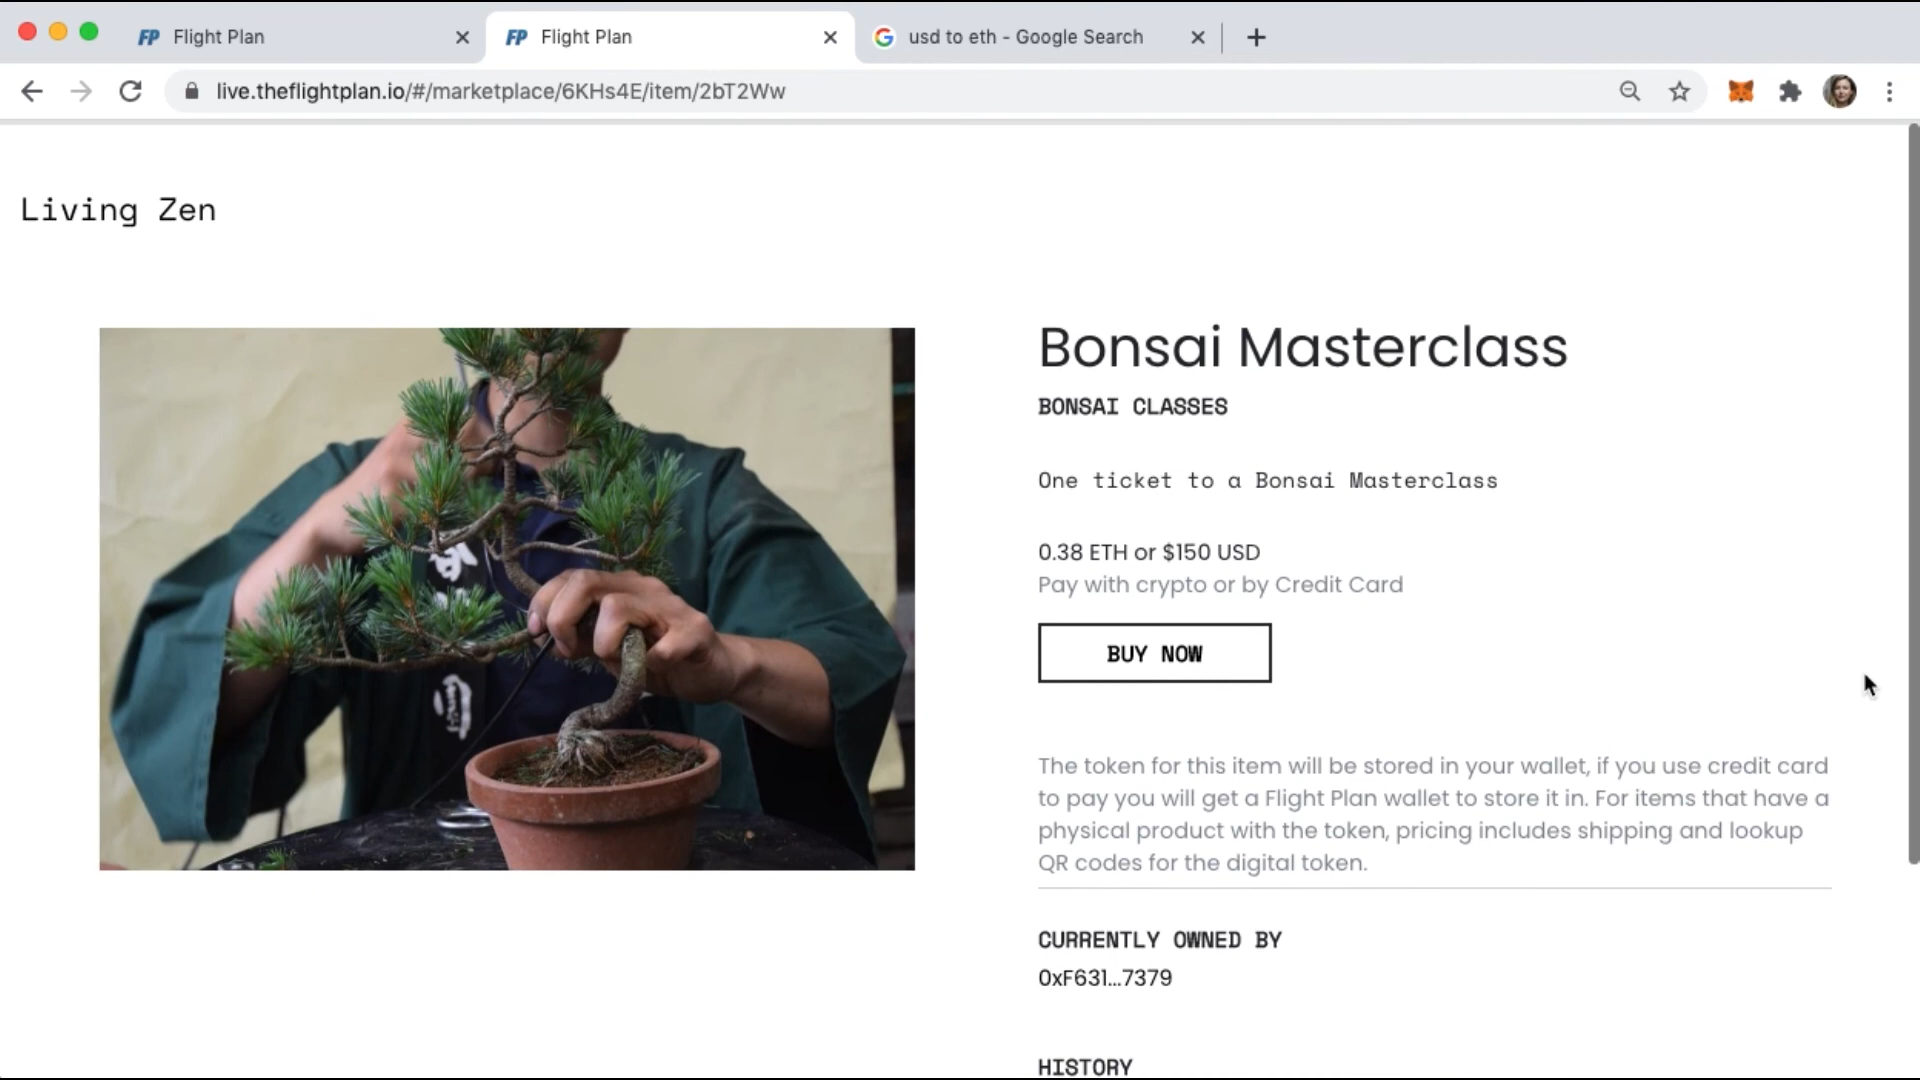 FP Flight Plan
FP Flight Plan
usd to eth - Google Search
live.theflightplan.io/#/marketplace/6KHs4E/item/2bT2Ww
Living Zen
Bonsai Masterclass
BONSAI CLASSES
One ticket to a Bonsai Masterclass
0.38 ETH or $150 USD
Pay with crypto or by Credit Card
BUY NOW
The token for this item will be stored in your wallet, if you use credit card
to pay you will get a Flight Plan wallet to store it in. For items that have a
physical product with the token, pricing includes shipping and lookup
QR codes for the digital token.
CURRENTLY OWNED BY
0xF631...7379
HISTORY